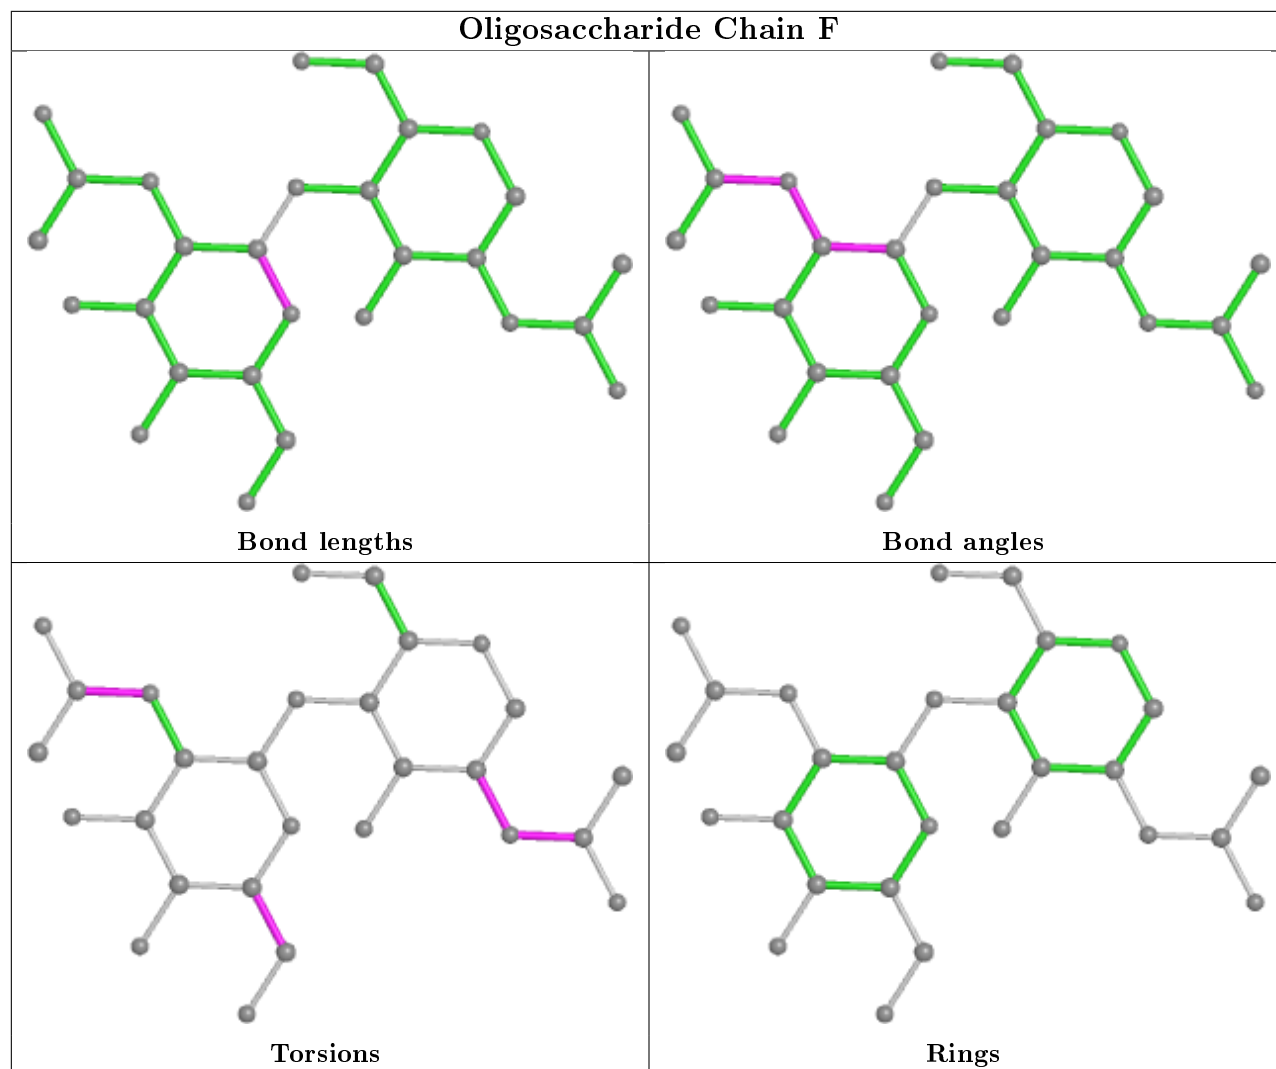 Oligosaccharide Chain F
Bond lengths
Bond angles
Torsions
Rings